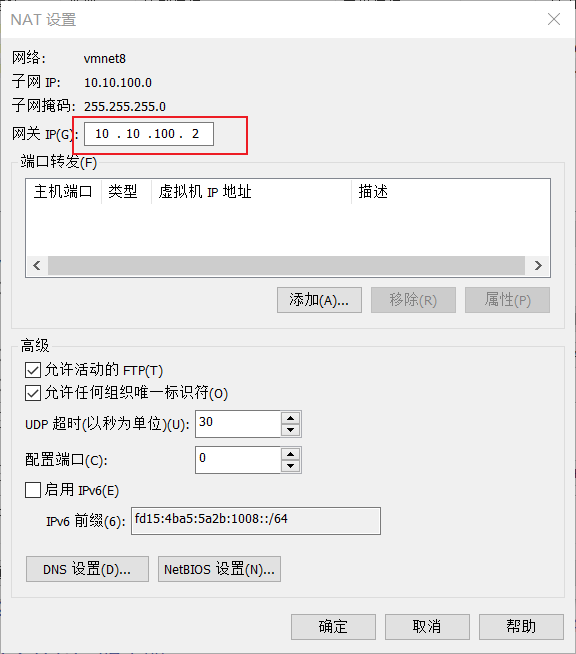 NAT 设置
网络: vmnet8
子网 IP: 10.10.100.0
子网掩码: 255.255.255.0
网关 IP(G): 10 . 10 .100 . 2
端口转发(F)
主机端口 类型 虚拟机 IP 地址 描述
添加(A)... 移除(R) 属性(P)
高级
允许活动的 FTP(T)
允许任何组织唯一标识符(O)
UDP 超时(以秒为单位)(U): 30
配置端口(C): 0
启用 IPv6(E)
IPv6 前缀(6): fd15:4ba5:5a2b:1008::/64
DNS 设置(D)... NetBIOS 设置(N)...
确定 取消 帮助